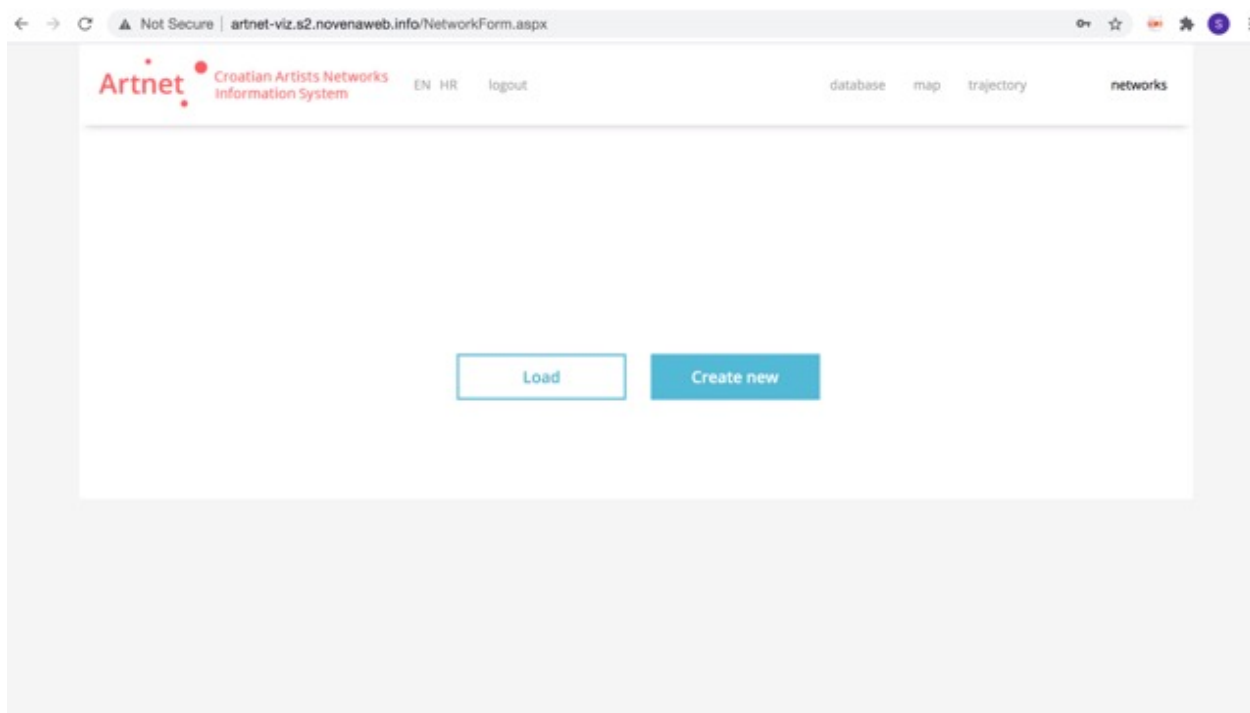 Not Secure | artnet-viz.s2.novenaweb.info/NetworkForm.aspx
S
Artnet
Croatian Artists Networks
Information System
EN HR logout database map trajectory networks
Load Create new